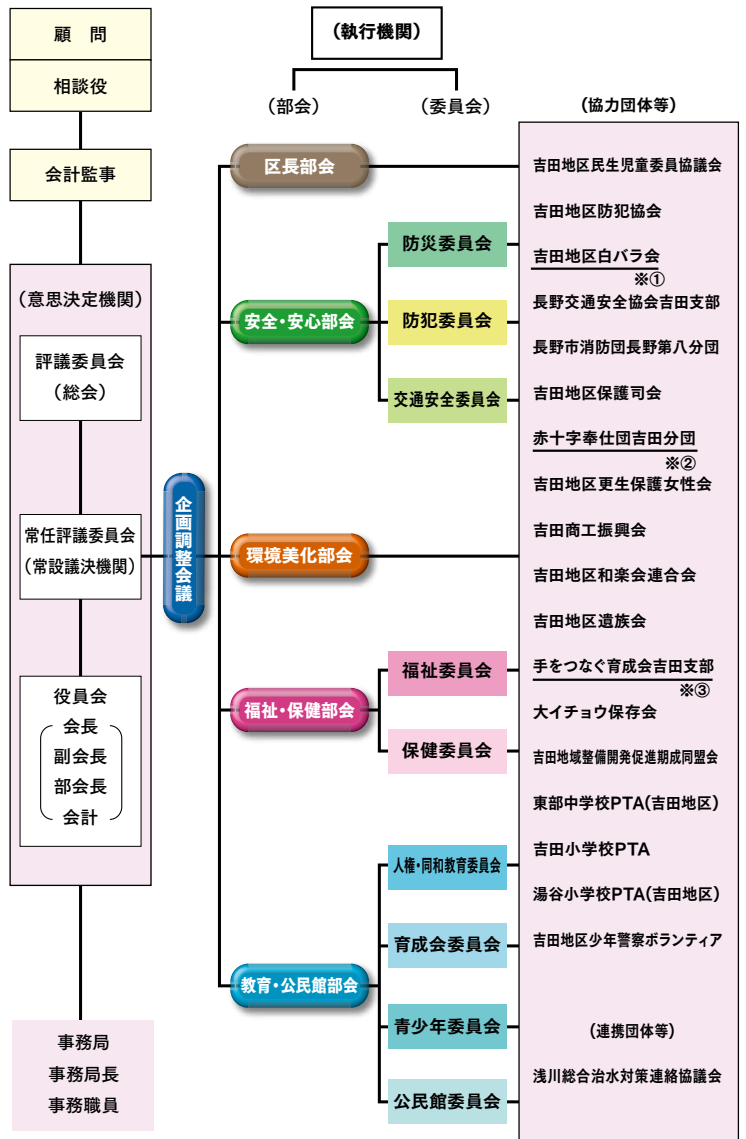 顧　問
相談役
会計監事
(意思決定機関)
評議委員会
(総会)
常任評議委員会
(常設議決機関)
役員会
会長
副会長
部会長
会計
事務局
事務局長
事務職員
企画調整会議
(執行機関)
(部会)
(委員会)
区長部会
安全・安心部会
防災委員会
防犯委員会
交通安全委員会
環境美化部会
福祉・保健部会
福祉委員会
保健委員会
教育・公民館部会
人権・同和教育委員会
育成会委員会
青少年委員会
公民館委員会
(協力団体等)
吉田地区民生児童委員協議会
吉田地区防犯協会
吉田地区白バラ会
※①
長野交通安全協会吉田支部
長野市消防団長野第八分団
吉田地区保護司会
赤十字奉仕団吉田分団
※②
吉田地区更生保護女性会
吉田商工振興会
吉田地区和楽会連合会
吉田地区遺族会
手をつなぐ育成会吉田支部
※③
大イチョウ保存会
吉田地域整備開発促進期成同盟会
東部中学校PTA(吉田地区)
吉田小学校PTA
湯谷小学校PTA(吉田地区)
吉田地区少年警察ボランティア
(連携団体等)
浅川総合治水対策連絡協議会